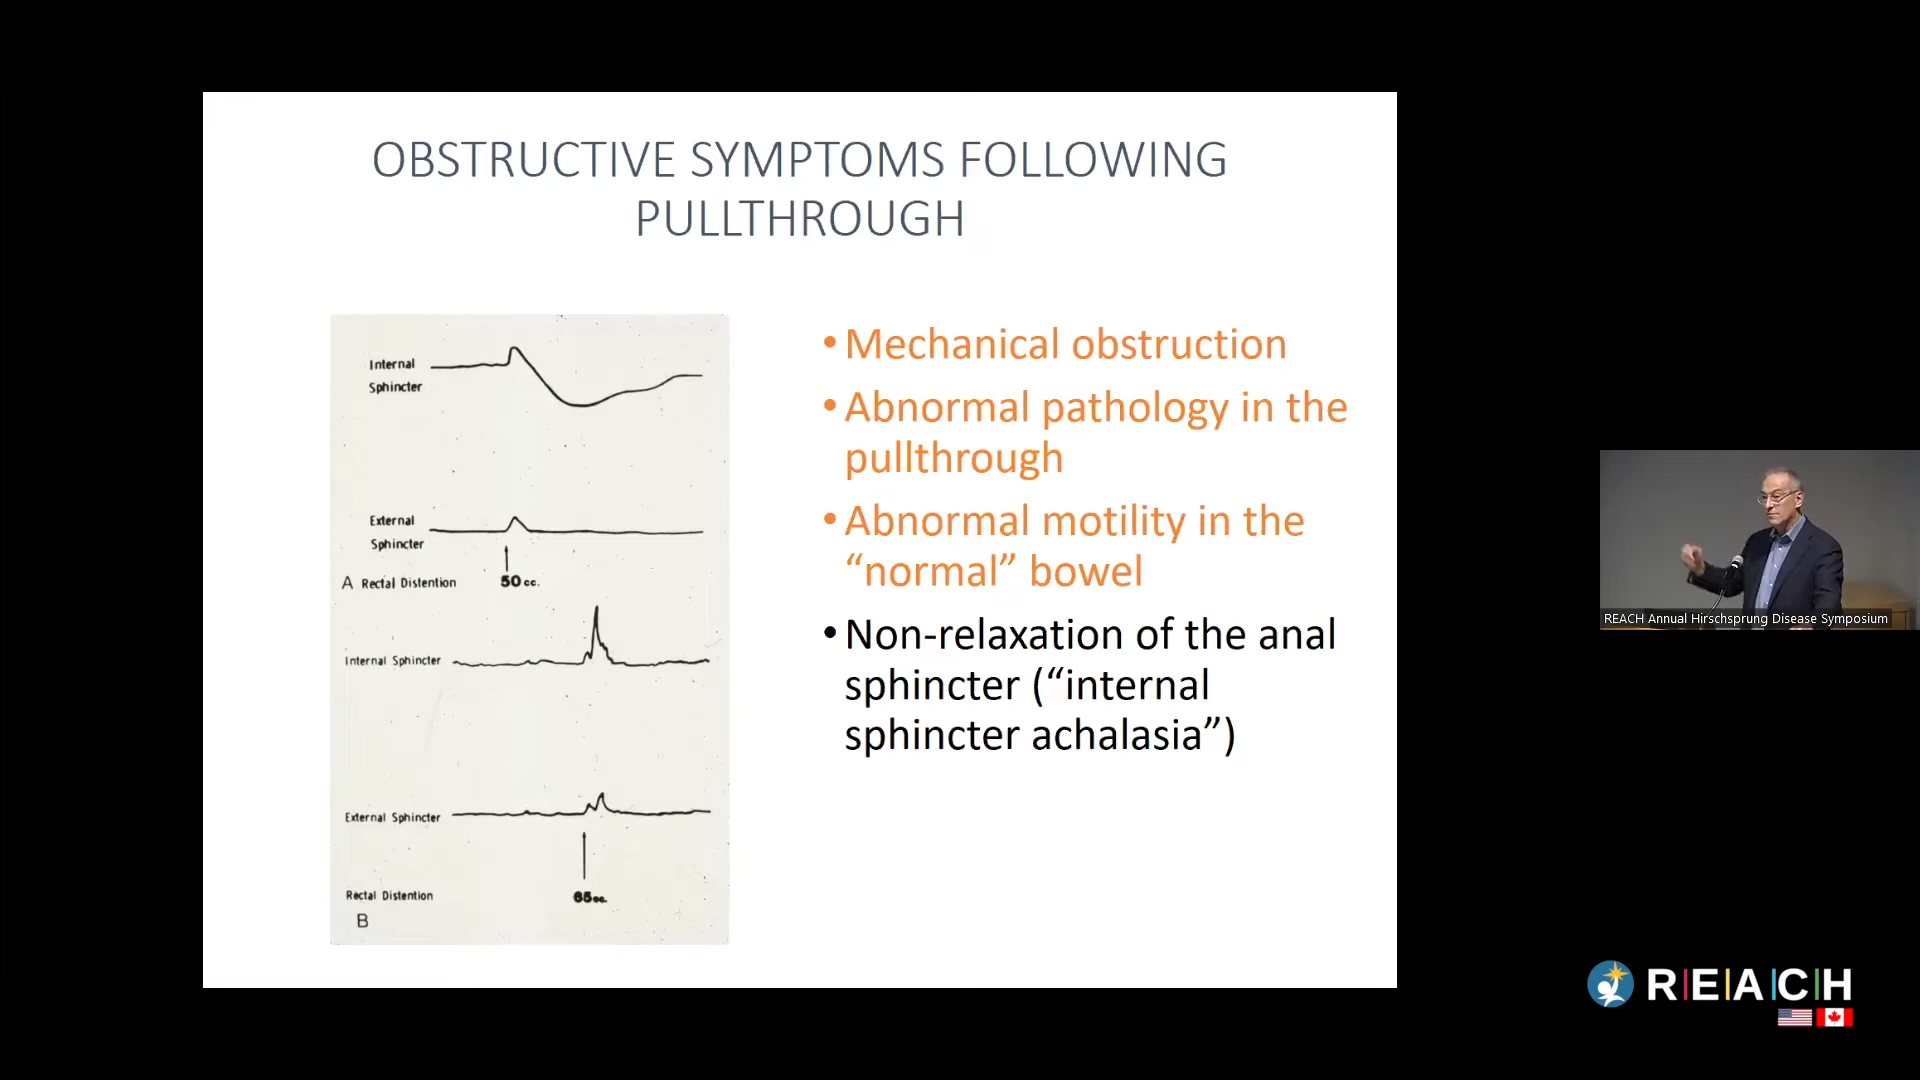 OBSTRUCTIVE SYMPTOMS FOLLOWING
PULLTHROUGH
Internal
Sphincter
External
Sphincter
A Rectal Distention 50 cc.
Internal Sphincter
External Sphincter
Rectal Distention 65 cc.
B
• Mechanical obstruction
• Abnormal pathology in the
pullthrough
• Abnormal motility in the
“normal” bowel
• Non-relaxation of the anal
sphincter (“internal
sphincter achalasia”)
REACH Annual Hirschsprung Disease Symposium
R|E|A|C|H